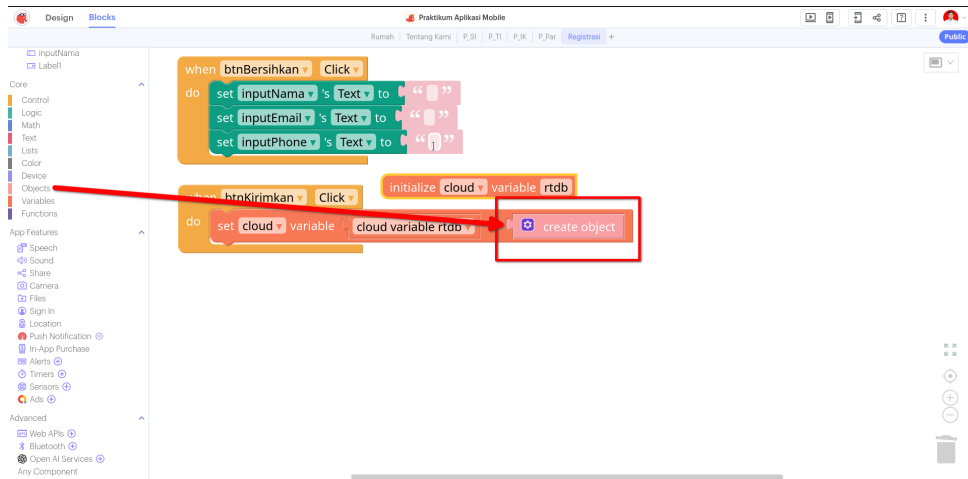 Design Blocks
Praktikum Aplikasi Mobile
Rumah Tentang Kami P_SI P_TI P_IK P_Par Registrasi +
Public
inputNama
Label1
Core
Control
Logic
Math
Text
Lists
Color
Device
Objects
Variables
Functions
App Features
Speech
Sound
Share
Camera
Files
Sign In
Location
Push Notification
In-App Purchase
Alerts
Timers
Sensors
Ads
Advanced
Web APIs
Bluetooth
Open AI Services
Any Component
when btnBersihkan Click
do set inputNama 's Text to “ ”
set inputEmail 's Text to “ ”
set inputPhone 's Text to “ ”
initialize cloud variable rtdb
when btnKirimkan Click
do set cloud variable cloud variable rtdb create object